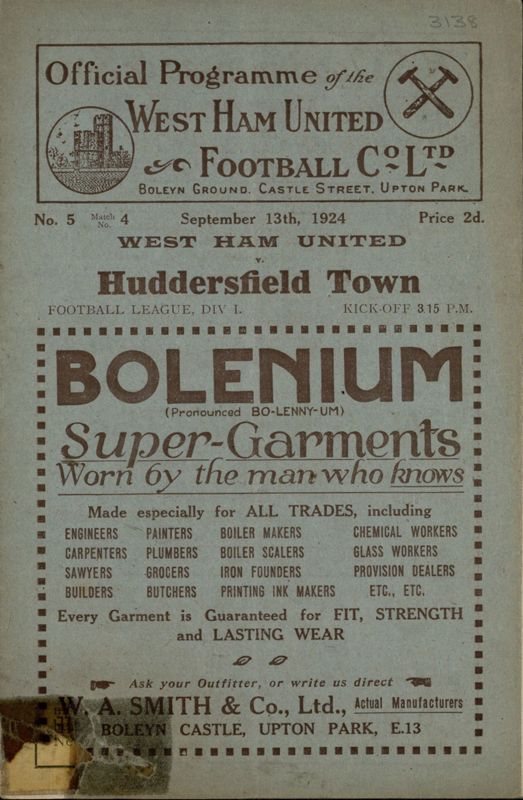 3138
Official Programme of the
WEST HAM UNITED
FOOTBALL CO LTD
BOLEYN GROUND. CASTLE STREET. UPTON PARK.
No. 5 Match No. 4 September 13th, 1924 Price 2d.
WEST HAM UNITED
v.
Huddersfield Town
FOOTBALL LEAGUE, DIV I. KICK-OFF 3.15 P.M.
BOLENIUM
(Pronounced BO-LENNY-UM)
Super-Garments
Worn by the man who knows
Made especially for ALL TRADES, including
ENGINEERS PAINTERS BOILER MAKERS CHEMICAL WORKERS
CARPENTERS PLUMBERS BOILER SCALERS GLASS WORKERS
SAWYERS GROCERS IRON FOUNDERS PROVISION DEALERS
BUILDERS BUTCHERS PRINTING INK MAKERS ETC., ETC.
Every Garment is Guaranteed for FIT, STRENGTH
and LASTING WEAR
Ask your Outfitter, or write us direct
W. A. SMITH & Co., Ltd., Actual Manufacturers
BOLEYN CASTLE, UPTON PARK, E.13